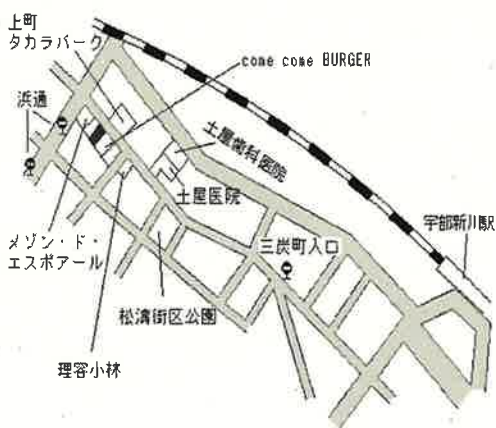 上町
タカラパーク
come come BURGER
浜通
土屋歯科医院
土屋医院
宇部新川駅
メゾン・ド・
エスポアール
三炭町入口
松濤街区公園
理容小林